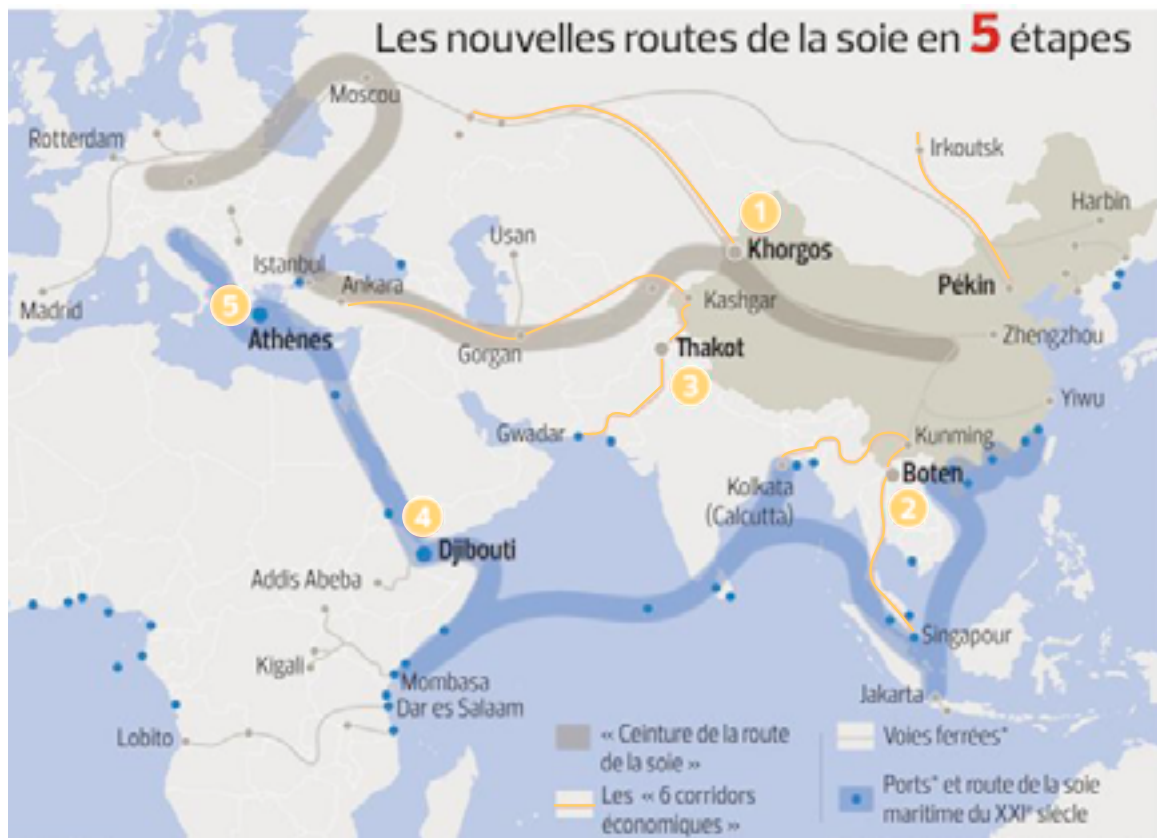 Les nouvelles routes de la soie en 5 étapes
Moscou
Rotterdam
Irkoutsk
Harbin
1
Usan
Khorgos
Istanbul
Ankara
Pékin
Madrid
5
Kashgar
Athènes
Zhengzhou
Gorgan
Thakot
3
Yiwu
Gwadar
Kunming
Kolkata
(Calcutta)
Boten
2
4
Djibouti
Addis Abeba
Singapour
Kigali
Mombasa
Jakarta
Dar es Salaam
Lobito
« Ceinture de la route
de la soie »
Les « 6 corridors
économiques »
Voies ferrées*
Ports* et route de la soie
maritime du XXIᵉ siècle